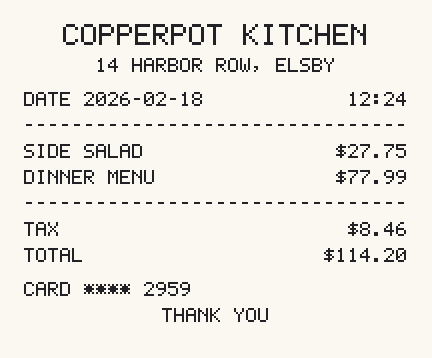 COPPERPOT KITCHEN
14 HARBOR ROW, ELSBY
DATE 2026-02-18 12:24
--------------------------------
SIDE SALAD $27.75
DINNER MENU $77.99
--------------------------------
TAX $8.46
TOTAL $114.20
CARD **** 2959
THANK YOU